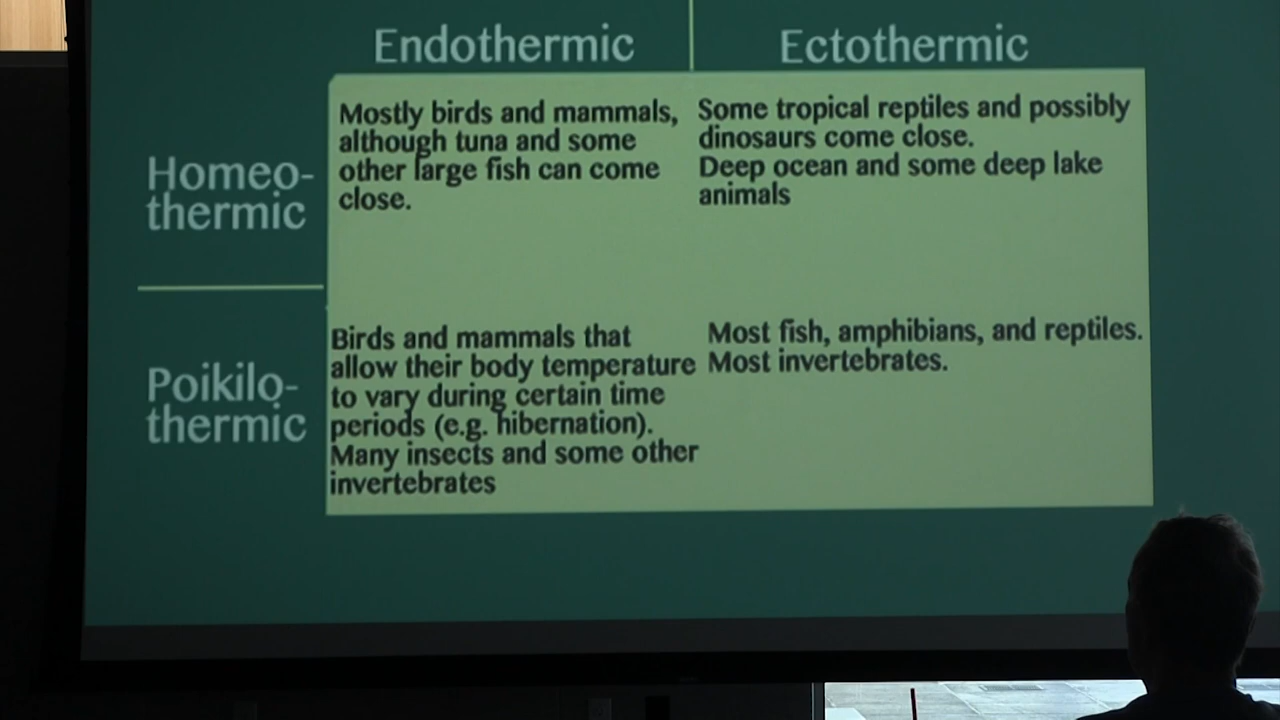 Endothermic
Ectothermic
Homeo-
thermic
Mostly birds and mammals,
although tuna and some
other large fish can come
close.
Some tropical reptiles and possibly
dinosaurs come close.
Deep ocean and some deep lake
animals
Poikilo-
thermic
Birds and mammals that
allow their body temperature
to vary during certain time
periods (e.g. hibernation).
Many insects and some other
invertebrates
Most fish, amphibians, and reptiles.
Most invertebrates.